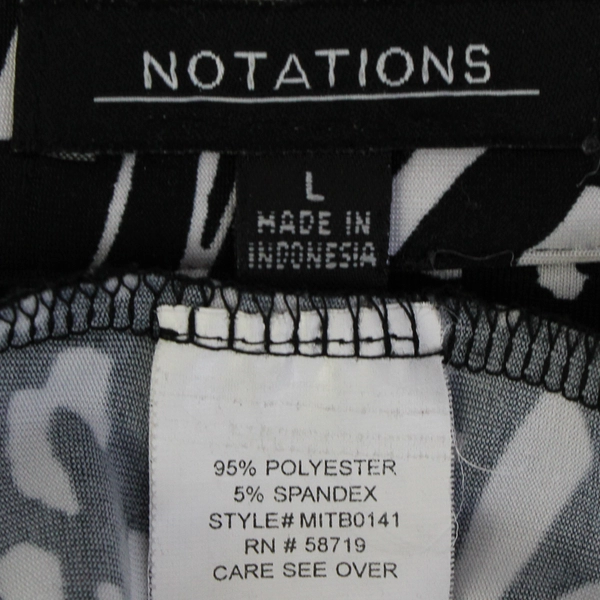 NOTATIONS
L
MADE IN
INDONESIA
95% POLYESTER
5% SPANDEX
STYLE# MITB0141
RN # 58719
CARE SEE OVER